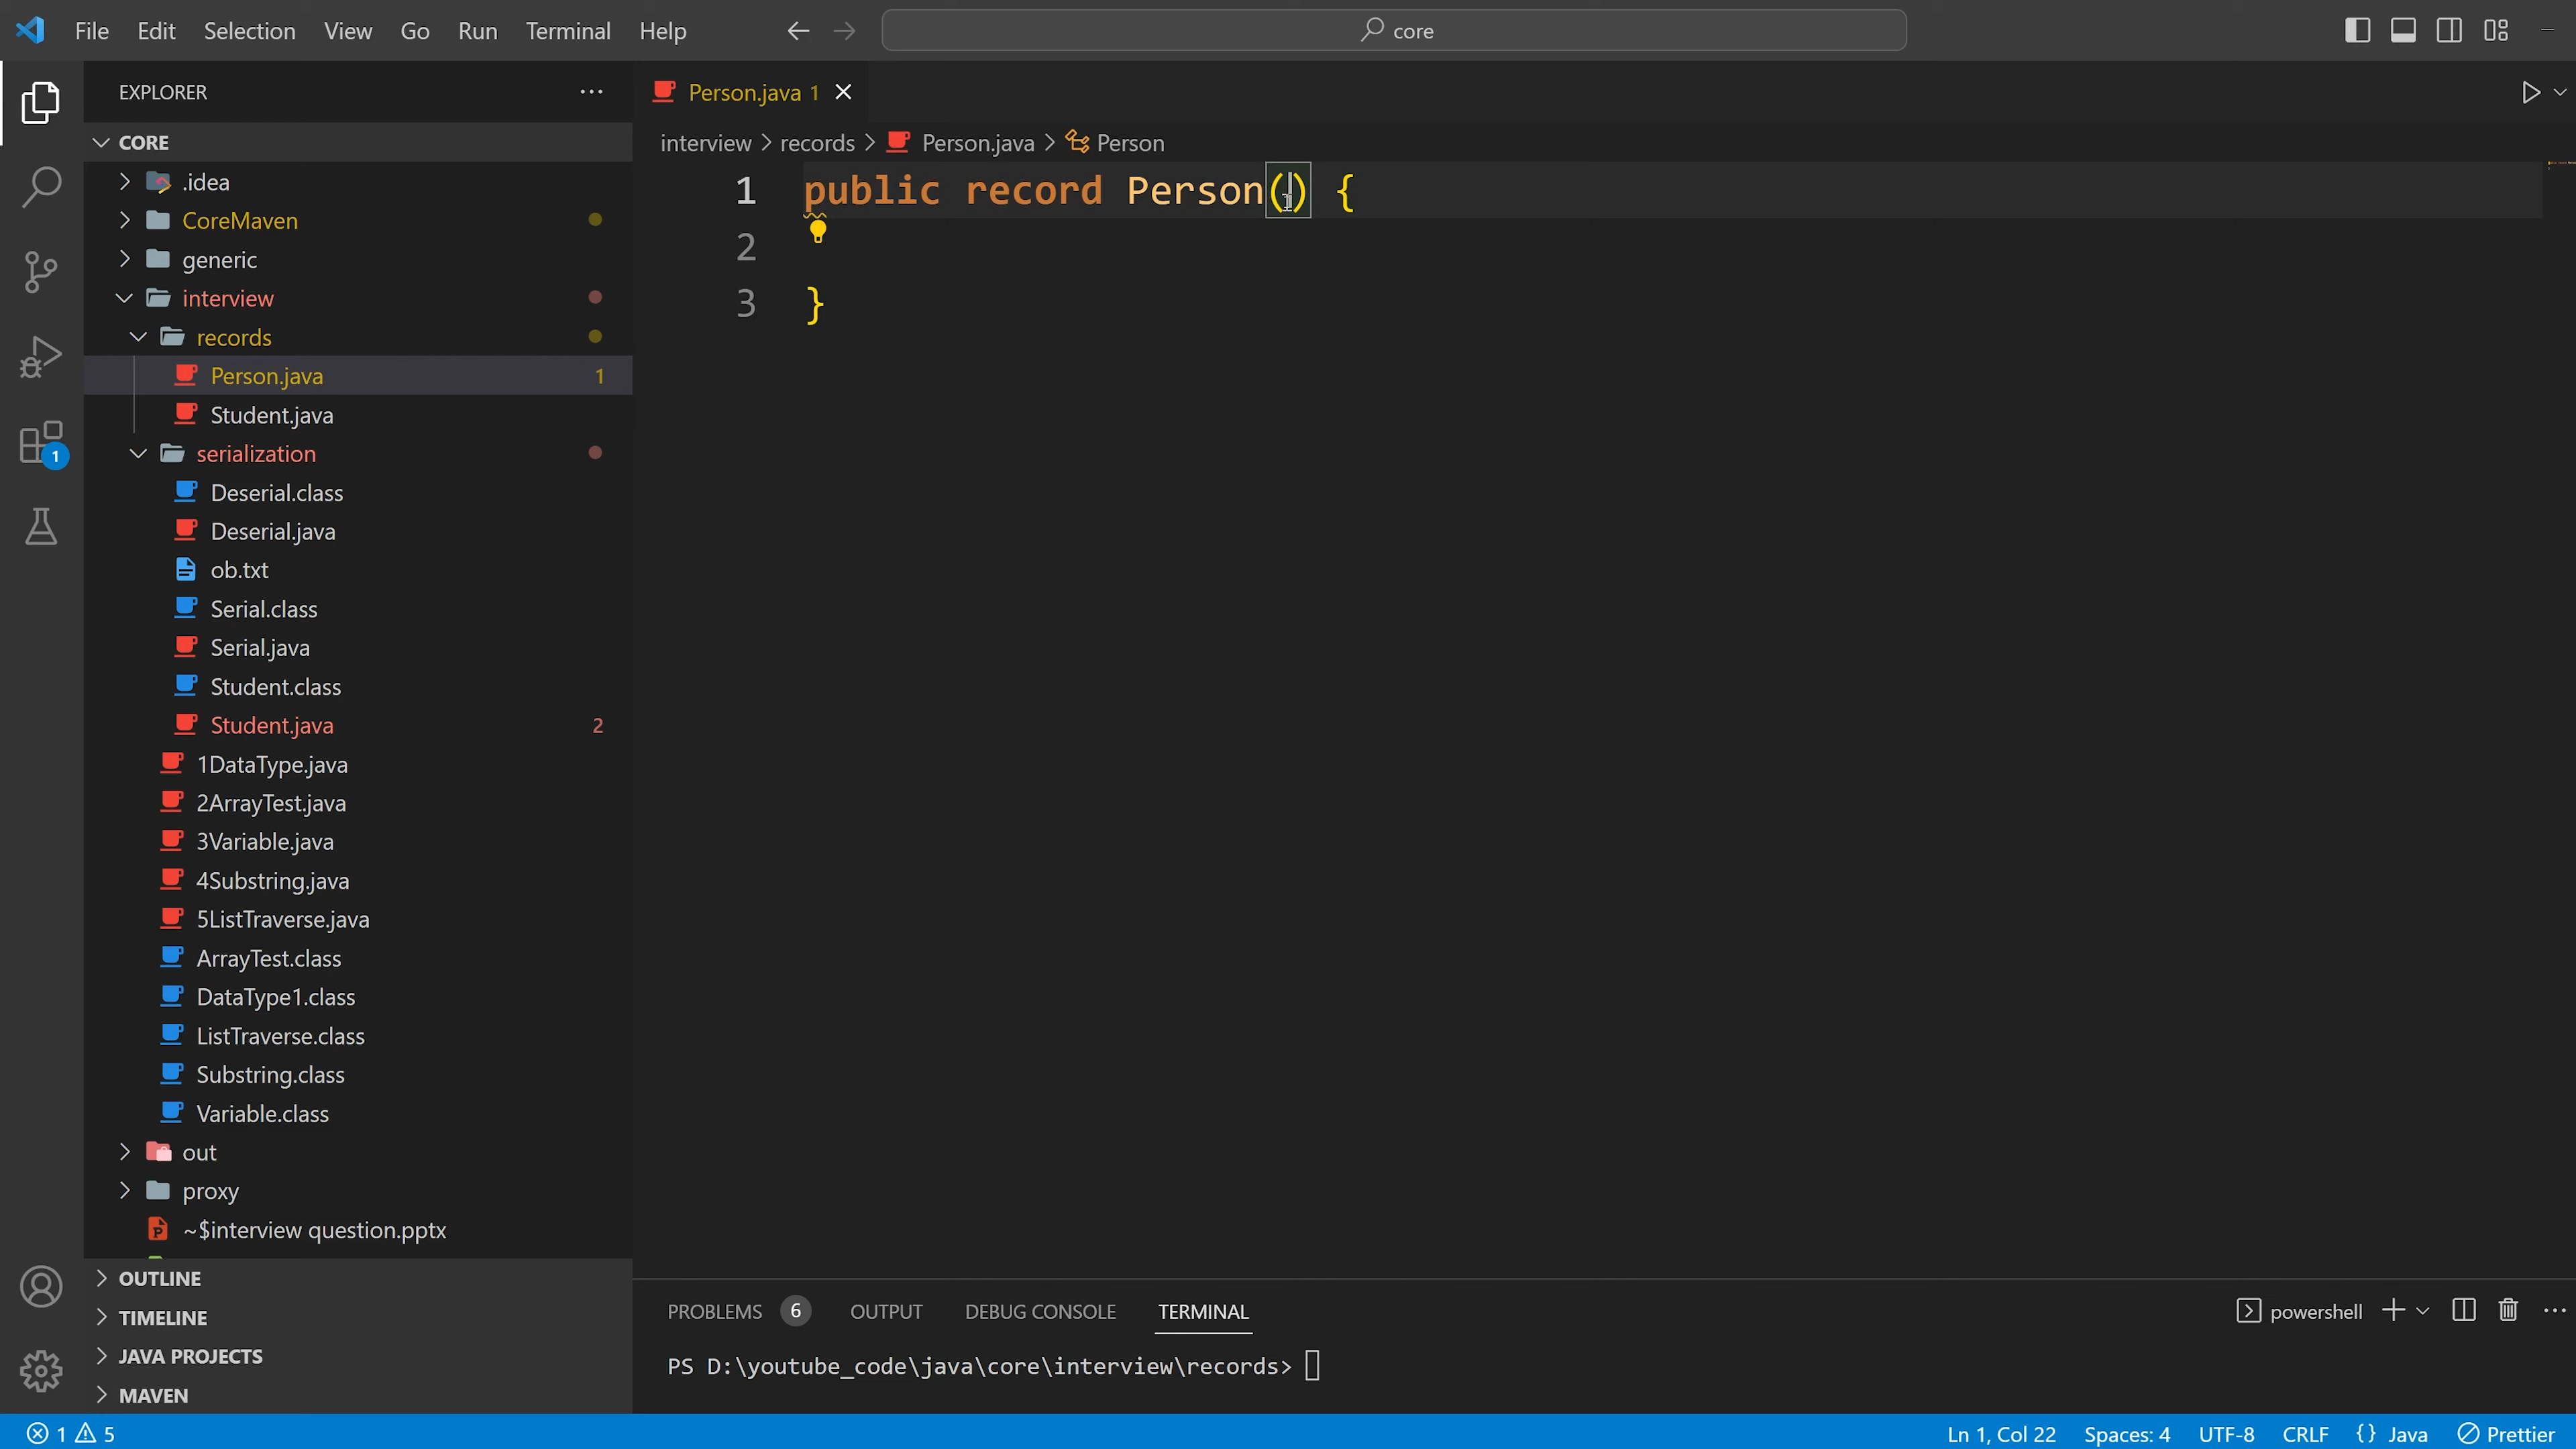 File Edit Selection View Go Run Terminal Help
core
EXPLORER
Person.java 1
CORE
interview > records > Person.java > Person
.idea
CoreMaven
generic
interview
records
Person.java 1
Student.java
serialization
Deserial.class
Deserial.java
ob.txt
Serial.class
Serial.java
Student.class
Student.java 2
1DataType.java
2ArrayTest.java
3Variable.java
4Substring.java
5ListTraverse.java
ArrayTest.class
DataType1.class
ListTraverse.class
Substring.class
Variable.class
out
proxy
~$interview question.pptx
OUTLINE
TIMELINE
JAVA PROJECTS
MAVEN
1
1 public record Person() {
2
3 }
PROBLEMS 6 OUTPUT DEBUG CONSOLE TERMINAL
powershell
PS D:\youtube_code\java\core\interview\records>
1 5
Ln 1, Col 22 Spaces: 4 UTF-8 CRLF {} Java Prettier